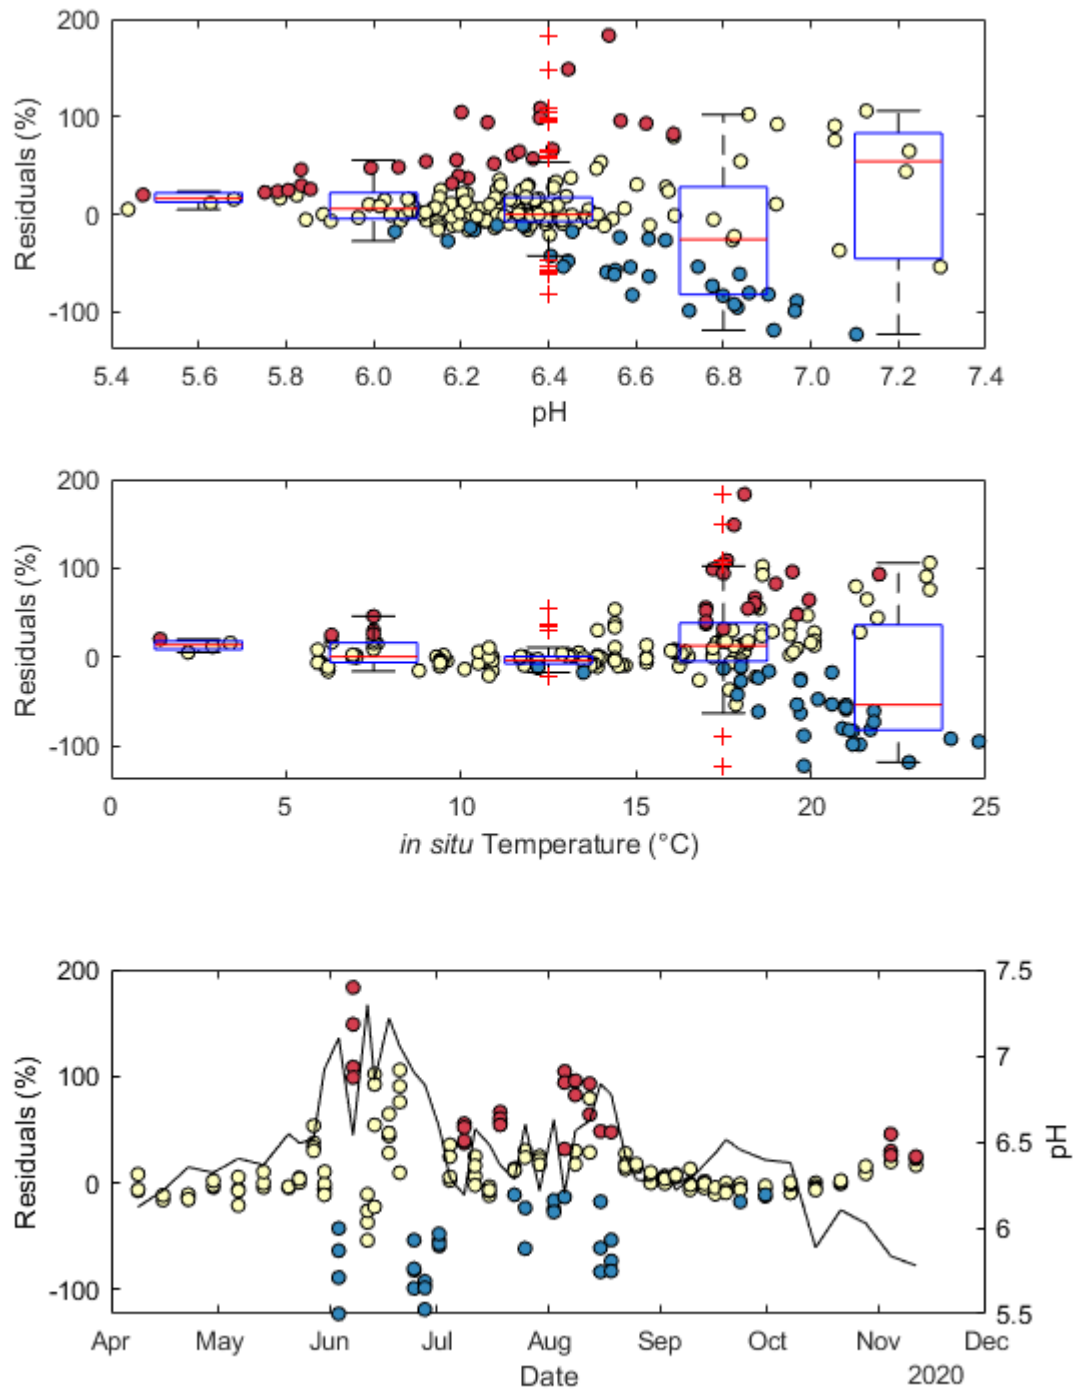 200
100
0
-100
Residuals (%)
5.4 5.6 5.8 6.0 6.2 6.4 6.6 6.8 7.0 7.2 7.4
pH
200
100
0
-100
Residuals (%)
0 5 10 15 20 25
in situ Temperature (°C)
200
100
0
-100
Residuals (%)
7.5
7
6.5
6
5.5
pH
Apr May Jun Jul Aug Sep Oct Nov Dec
Date
2020